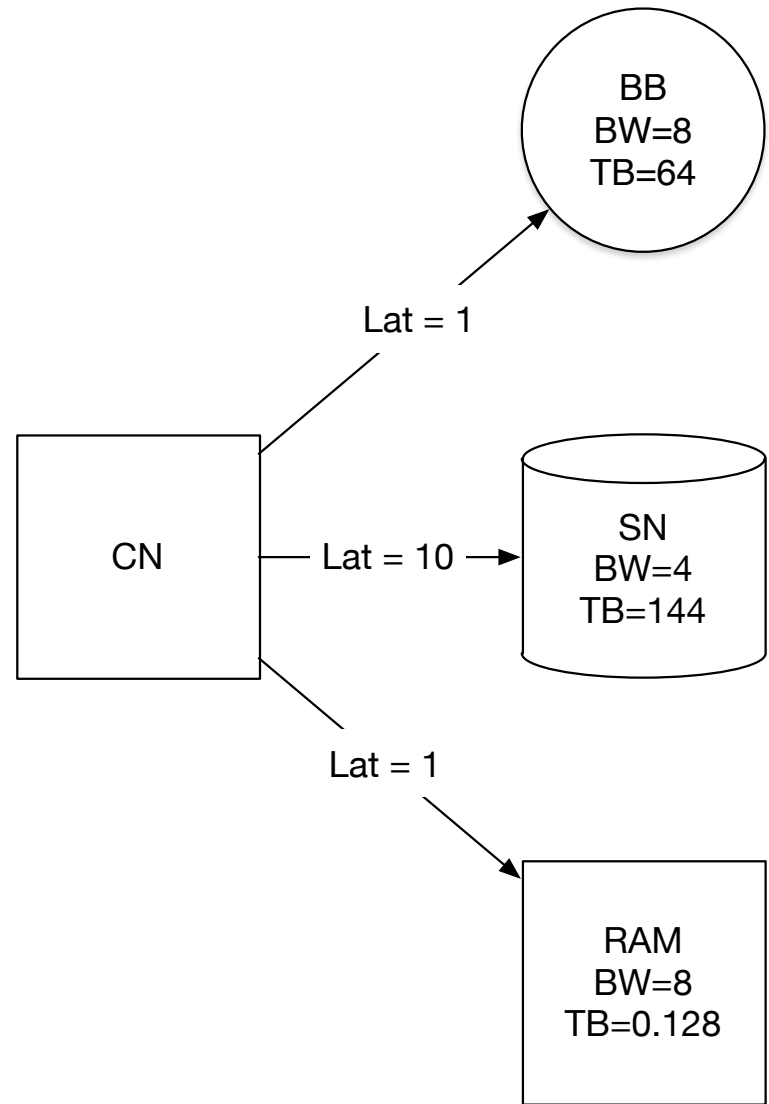 BB
BW=8
TB=64
Lat = 1
CN
Lat = 10
SN
BW=4
TB=144
Lat = 1
RAM
BW=8
TB=0.128